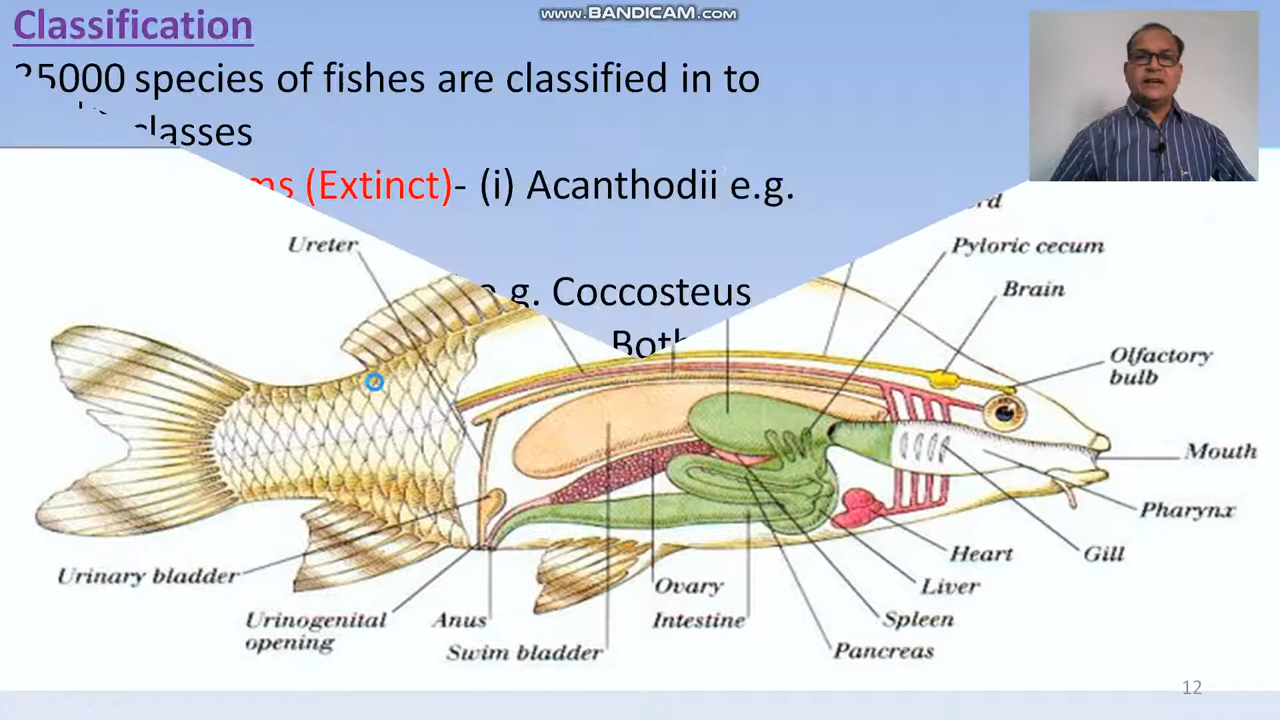 www.BANDICAM.com
Classification
25000 species of fishes are classified in to
classes
(Extinct)- (i) Acanthodii e.g.
e.g. Coccosteus
Both
Ureter
Pyloric cecum
Brain
Olfactory
bulb
Mouth
Pharynx
Gill
Heart
Liver
Spleen
Pancreas
Ovary
Intestine
Swim bladder
Anus
Urinogenital
opening
Urinary bladder
12